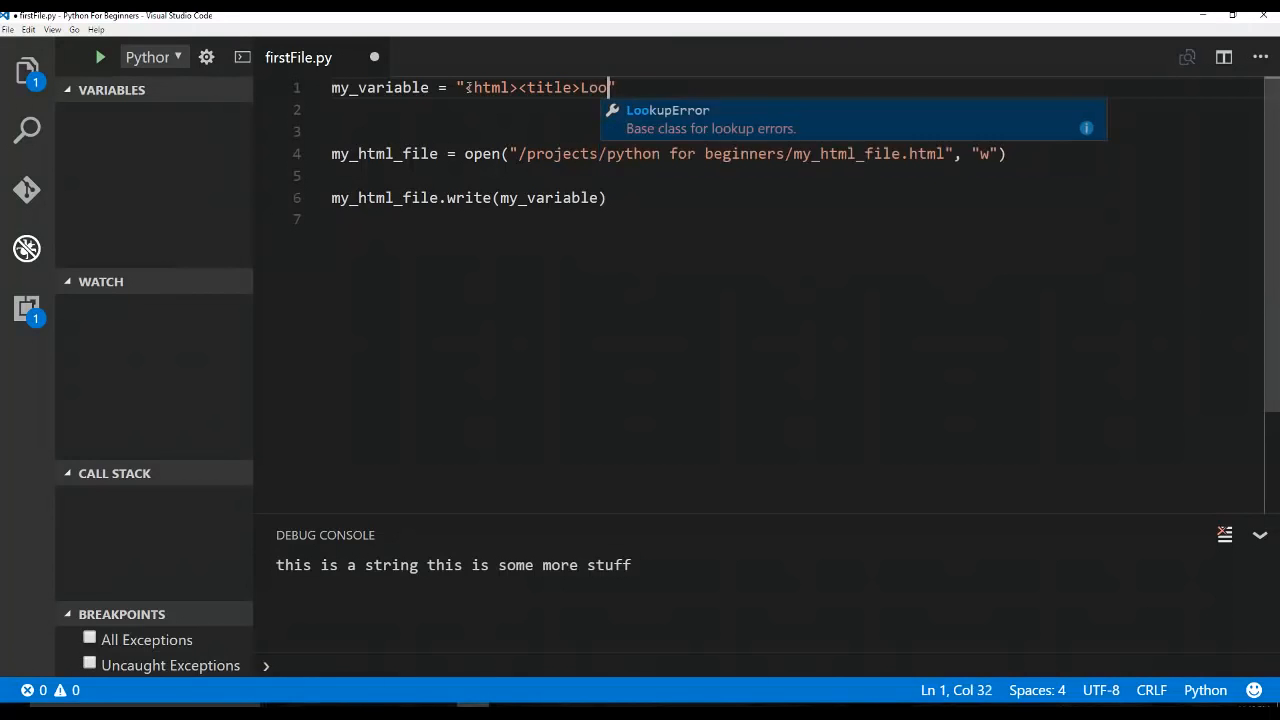 ● firstFile.py - Python For Beginners - Visual Studio Code
File Edit View Go Help
Python
firstFile.py
1
VARIABLES
1 my_variable = "<html><title>Loo"
2
LookupError
Base class for lookup errors.
4 my_html_file = open("/projects/python for beginners/my_html_file.html", "w")
5
6 my_html_file.write(my_variable)
7
WATCH
1
CALL STACK
DEBUG CONSOLE
this is a string this is some more stuff
BREAKPOINTS
All Exceptions
Uncaught Exceptions
0 0 Ln 1, Col 32 Spaces: 4 UTF-8 CRLF Python